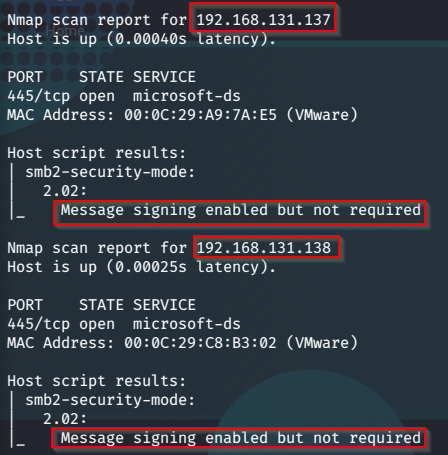 Nmap scan report for 192.168.131.137
Host is up (0.00040s latency).
Home
PORT     STATE SERVICE
445/tcp open  microsoft-ds
MAC Address: 00:0C:29:A9:7A:E5 (VMware)
Host script results:
| smb2-security-mode:
|   2.02:
|_    Message signing enabled but not required
Nmap scan report for 192.168.131.138
Host is up (0.00025s latency).
PORT     STATE SERVICE
445/tcp open  microsoft-ds
MAC Address: 00:0C:29:C8:B3:02 (VMware)
Host script results:
| smb2-security-mode:
|   2.02:
|_    Message signing enabled but not required